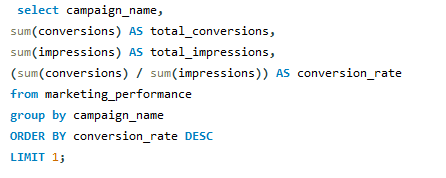 select campaign_name,
sum(conversions) AS total_conversions,
sum(impressions) AS total_impressions,
(sum(conversions) / sum(impressions)) AS conversion_rate
from marketing_performance
group by campaign_name
ORDER BY conversion_rate DESC
LIMIT 1;